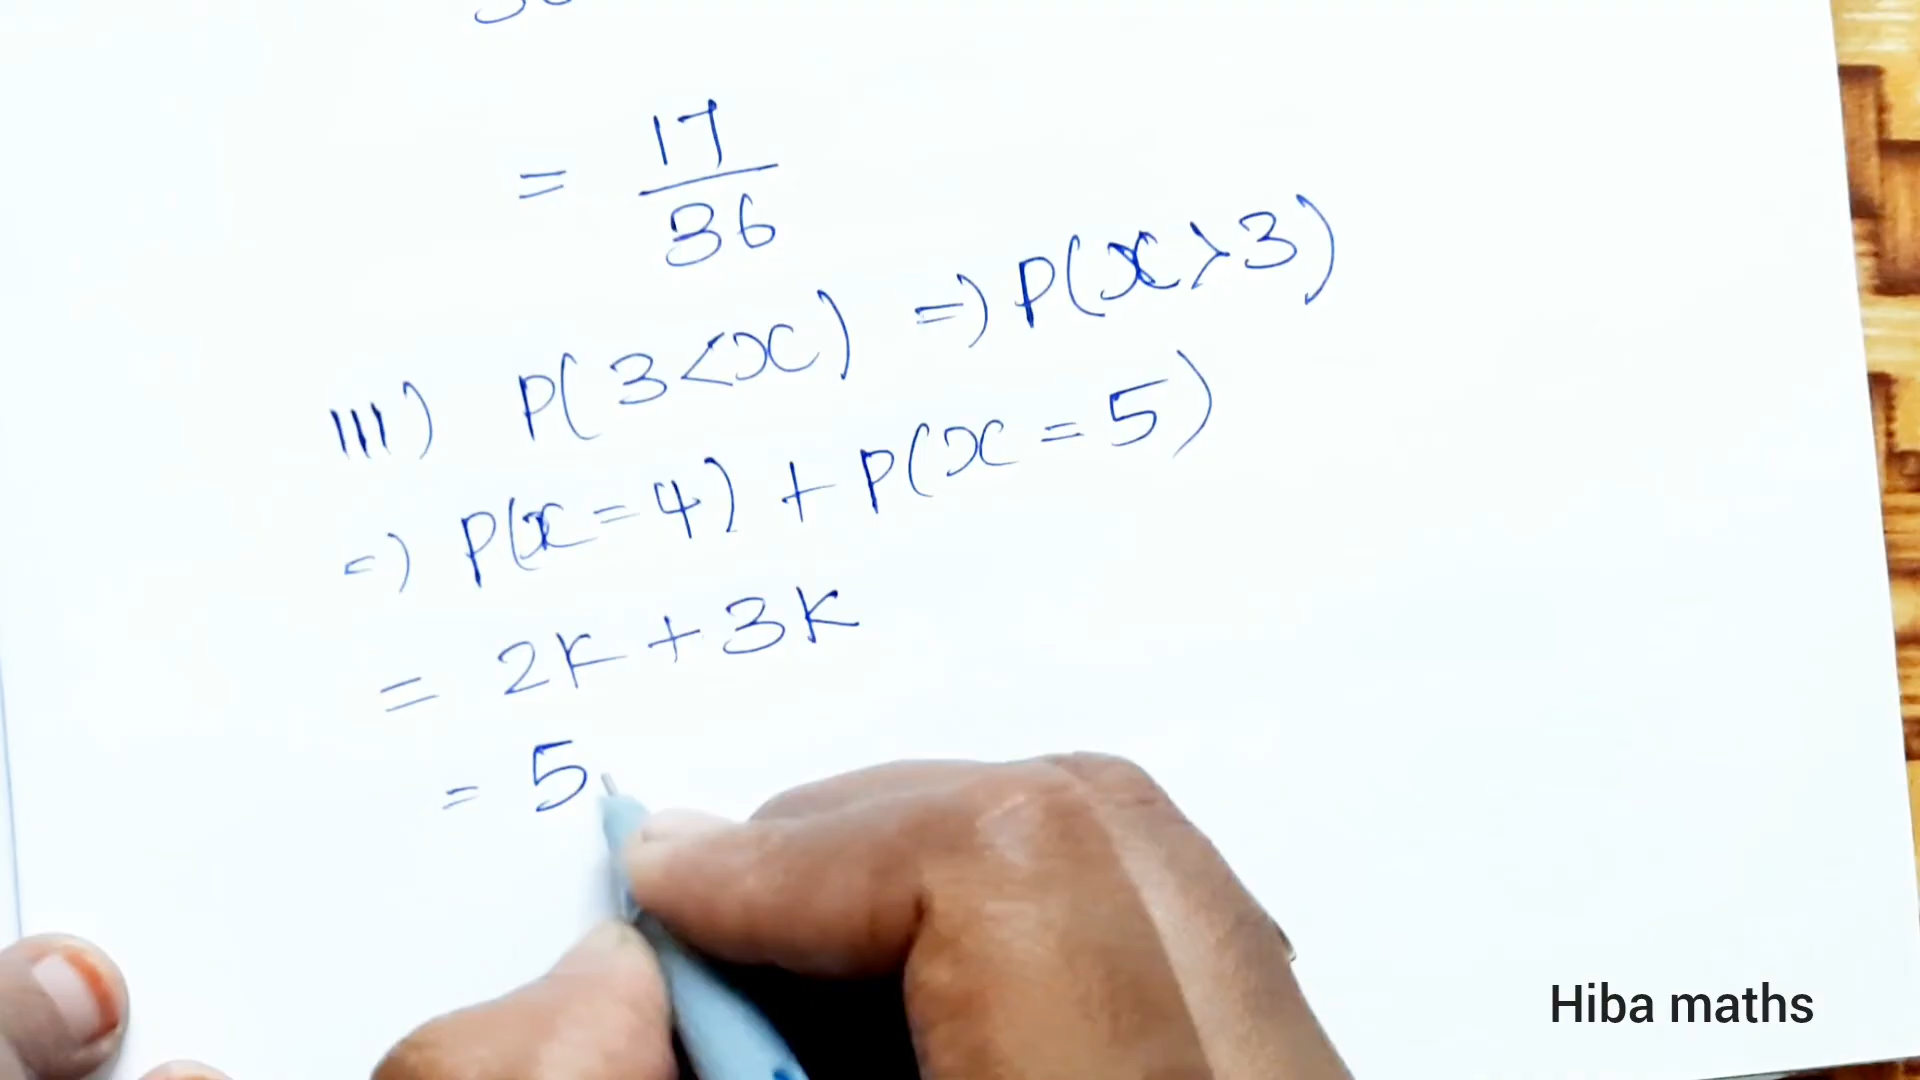 = 17/36
III) P(3<x) => P(x>3)
=) P(x=4) + P(x=5)
= 2k + 3k
= 5
Hiba maths